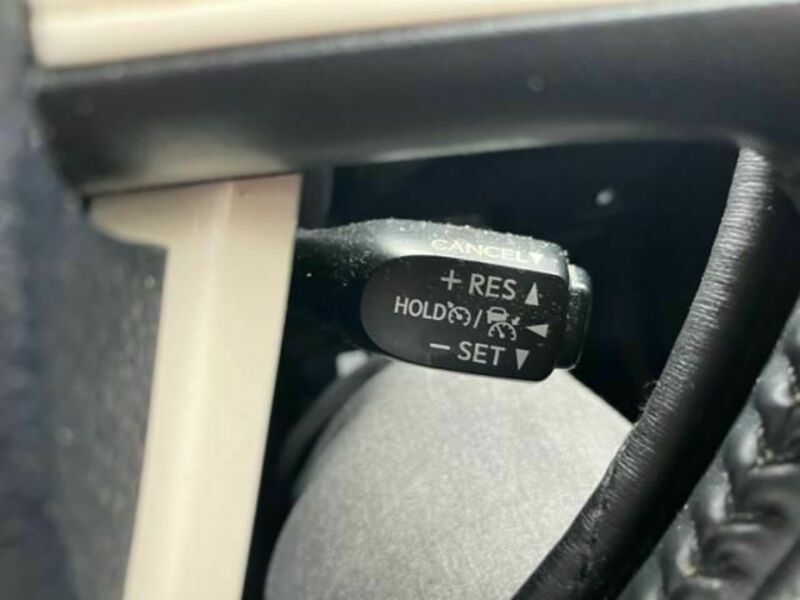 CANCEL▼
+ RES ▲
HOLD /
− SET ▼